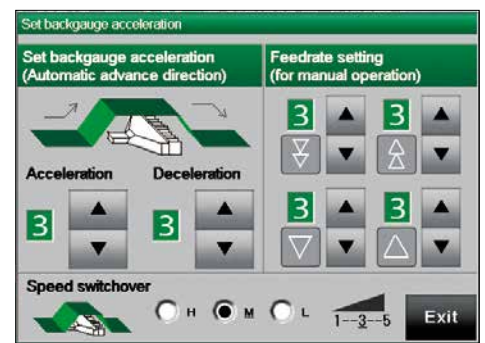 Set backgauge acceleration
Set backgauge acceleration
(Automatic advance direction)
Feedrate setting
(for manual operation)
3
3
Acceleration
Deceleration
3
3
3
3
Speed switchover
H
M
L
1--3--5
Exit